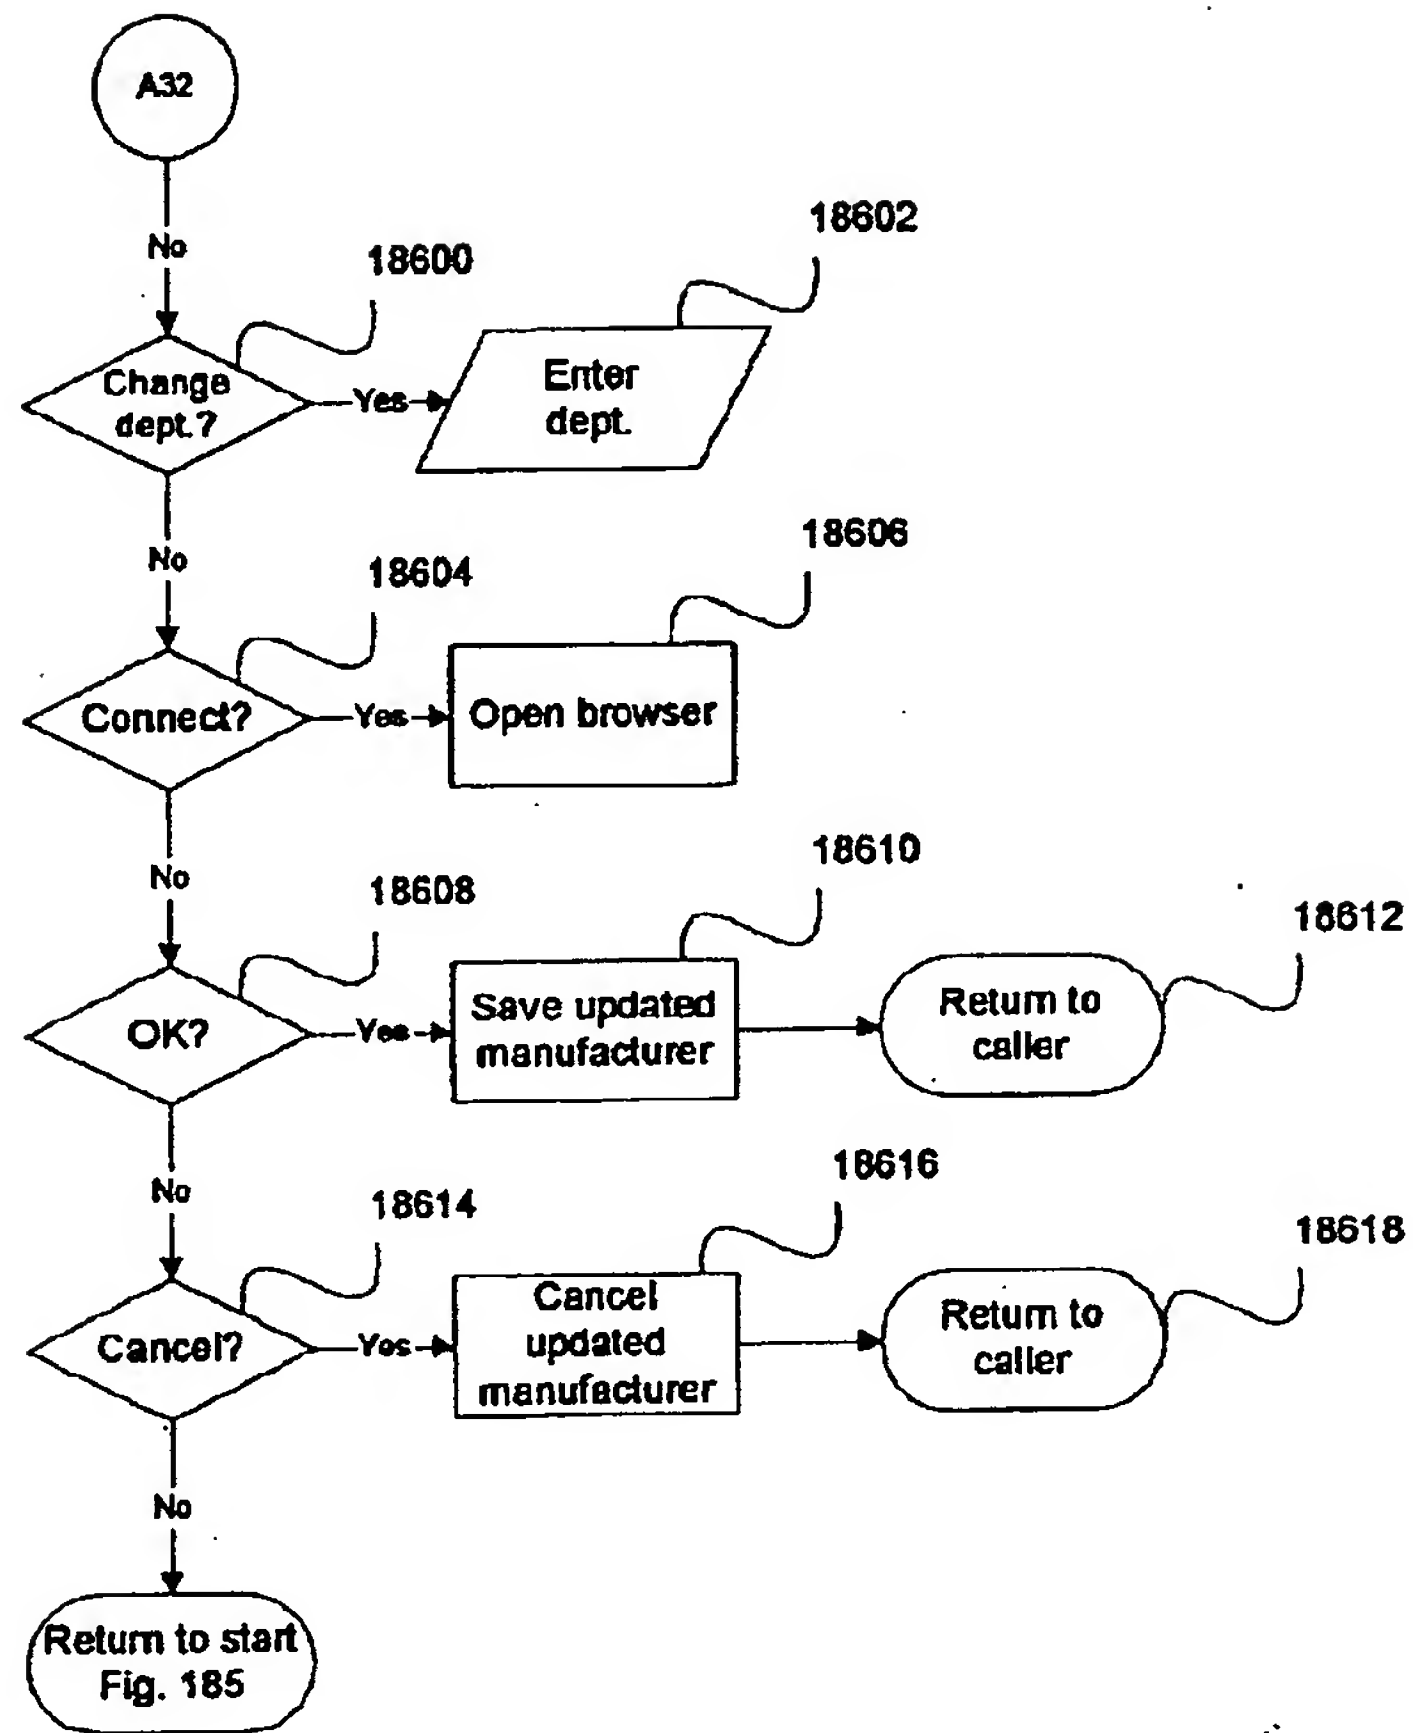 A32
No
18600
18602
Change
dept.?
Yes
Enter
dept.
No
18604
18606
Connect?
Yes
Open browser
No
18608
18610
18612
OK?
Yes
Save updated
manufacturer
Return to
caller
No
18614
18616
18618
Cancel?
Yes
Cancel
updated
manufacturer
Return to
caller
No
Return to start
Fig. 185